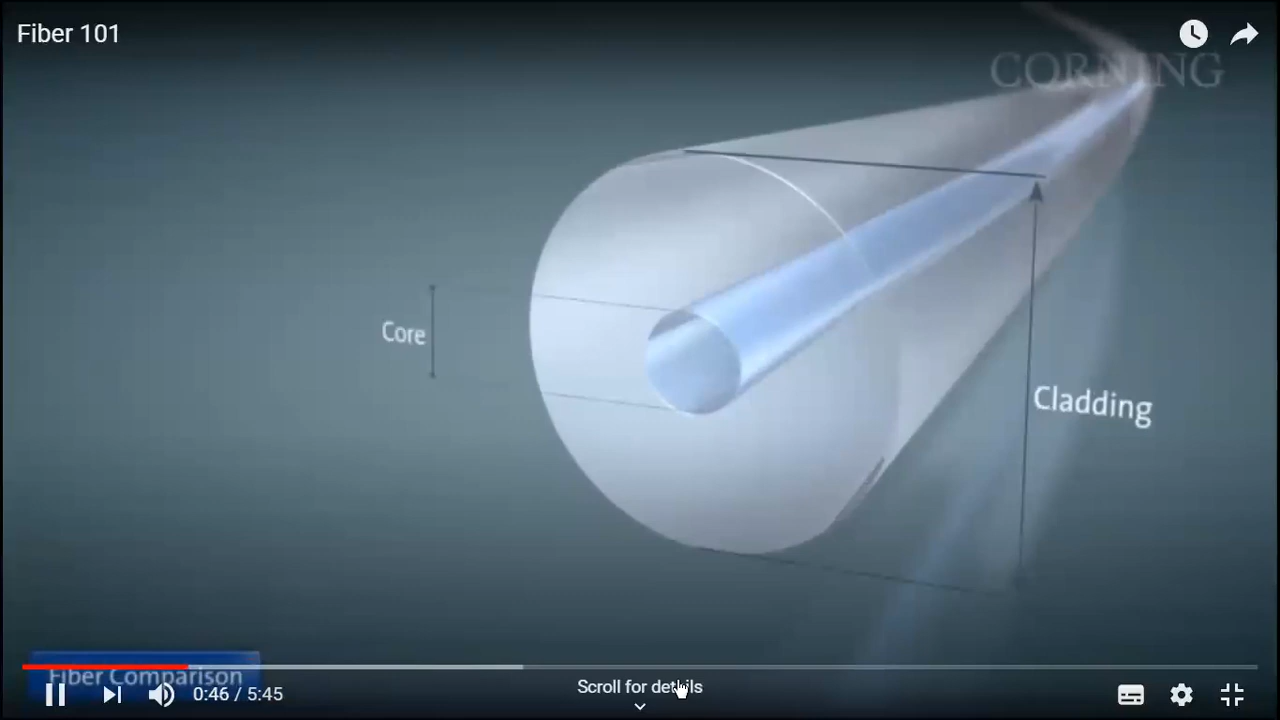 Fiber 101
CORNING
Core
Cladding
Fiber Comparison
0:46 / 5:45
Scroll for details